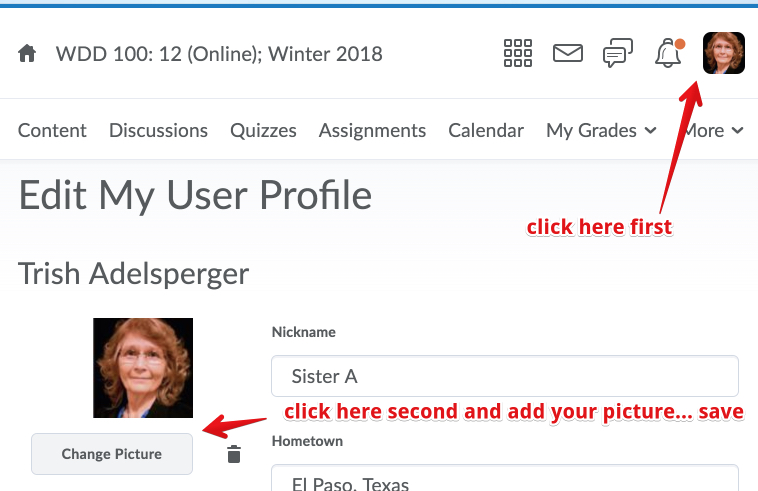 WDD 100: 12 (Online); Winter 2018
Content Discussions Quizzes Assignments Calendar My Grades More
Edit My User Profile
click here first
Trish Adelsperger
Nickname
Sister A
click here second and add your picture... save
Hometown
Change Picture
El Paso, Texas